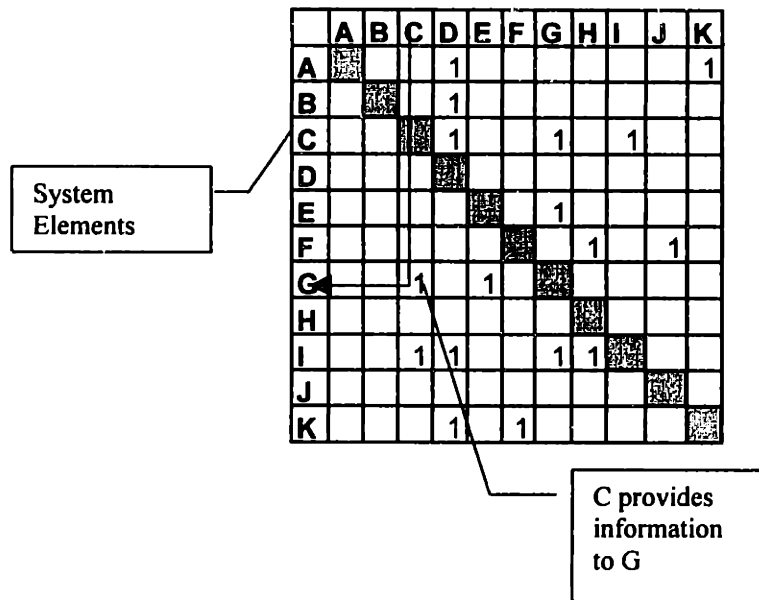 A B C D E F G H I J K
A 1 1
B 1
C 1 1 1
D
E 1
F 1 1
G 1 1
H
I 1 1 1 1
J
K 1 1
System
Elements
C provides
information
to G